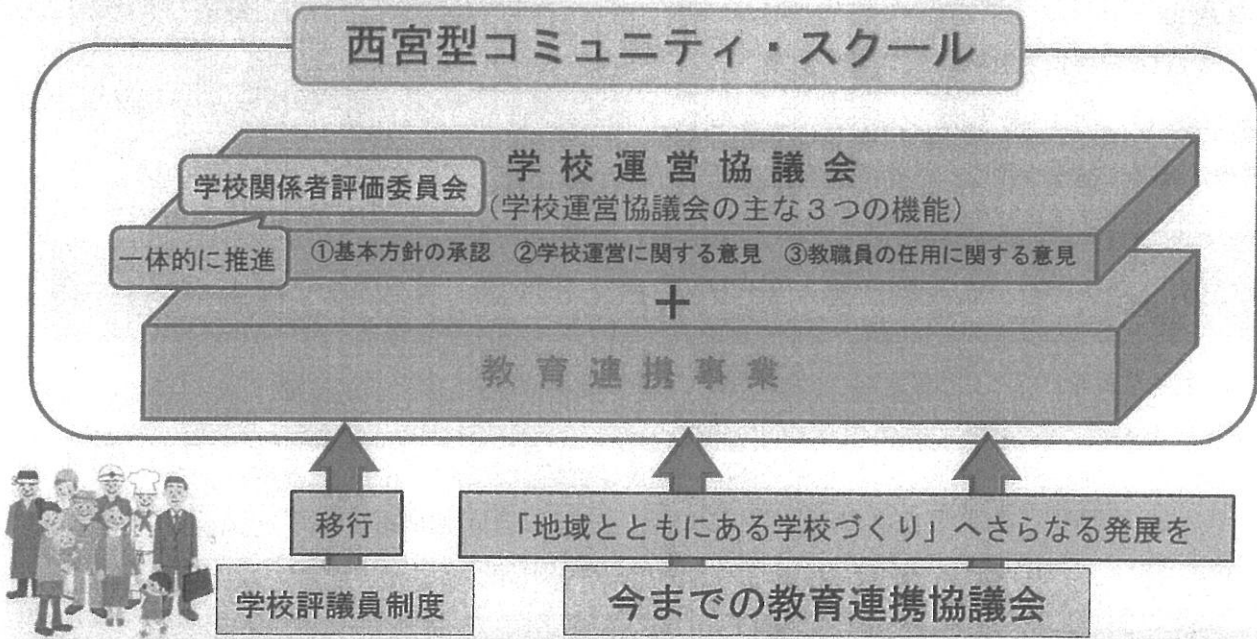 西宮型コミュニティ・スクール
学校運営協議会
学校関係者評価委員会
(学校運営協議会の主な3つの機能)
一体的に推進
①基本方針の承認 ②学校運営に関する意見 ③教職員の任用に関する意見
+
教育連携事業
移行
「地域とともにある学校づくり」へさらなる発展を
学校評議員制度
今までの教育連携協議会